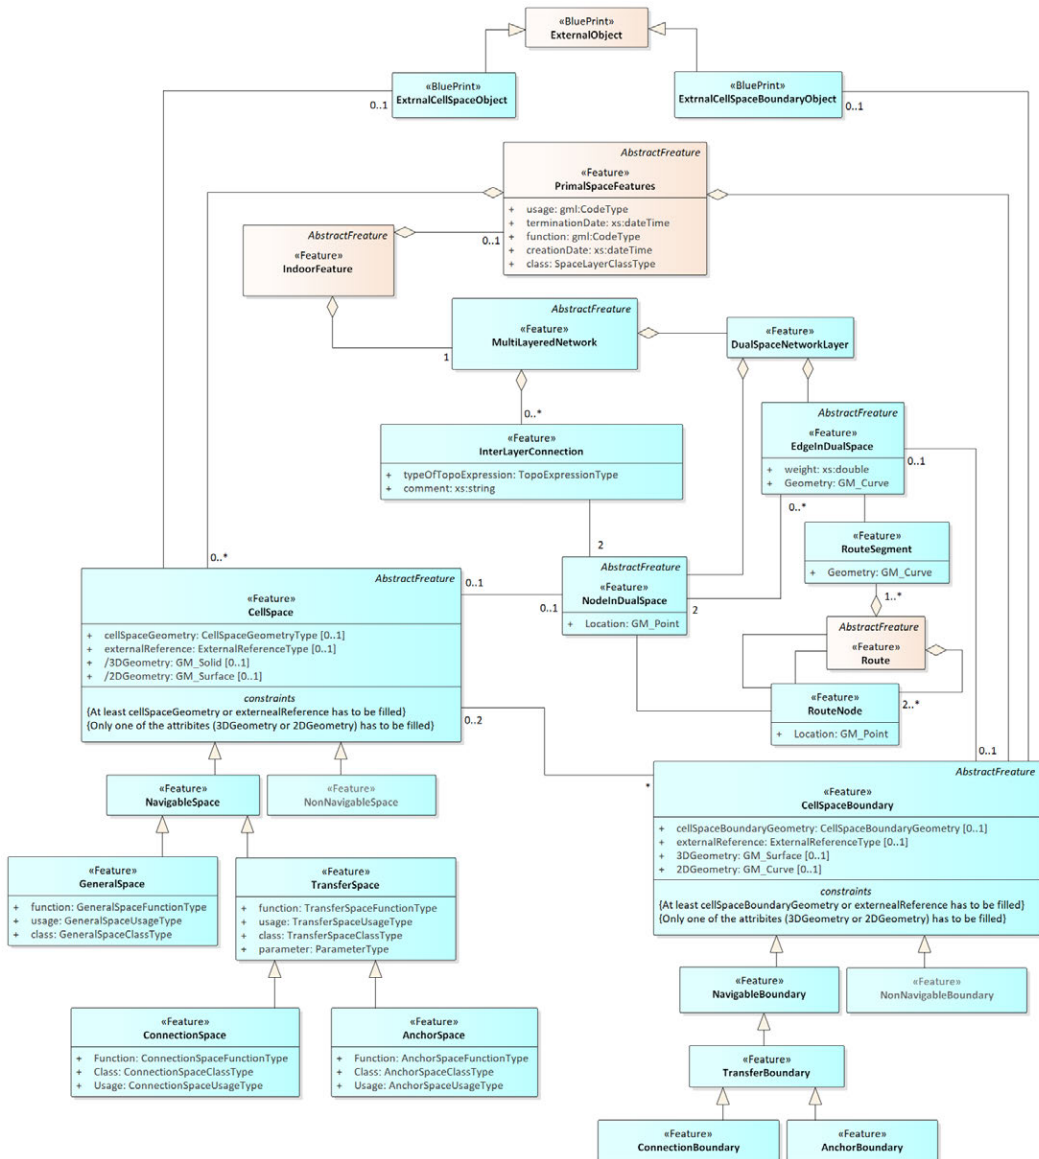 «BluePrint»
ExternalObject
«BluePrint»
ExtrnalCellSpaceObject
0..1
«BluePrint»
ExtrnalCellSpaceBoundaryObject
0..1
AbstractFreature
«Feature»
PrimalSpaceFeatures
+ usage: gml:CodeType
+ terminationDate: xs:dateTime
+ function: gml:CodeType
+ creationDate: xs:dateTime
+ class: SpaceLayerClassType
AbstractFreature
«Feature»
IndoorFeature
0..1
AbstractFreature
«Feature»
MultiLayeredNetwork
1
«Feature»
DualSpaceNetworkLayer
0..*
«Feature»
InterLayerConnection
+ typeOfTopoExpression: TopoExpressionType
+ comment: xs:string
AbstractFreature
«Feature»
EdgeInDualSpace
+ weight: xs:double
+ Geometry: GM_Curve
0..1
0..*
«Feature»
RouteSegment
+ Geometry: GM_Curve
1..*
2
0..*
AbstractFreature
«Feature»
CellSpace
+ cellSpaceGeometry: CellSpaceGeometryType [0..1]
+ externalReference: ExternalReferenceType [0..1]
+ /3DGeometry: GM_Solid [0..1]
+ /2DGeometry: GM_Surface [0..1]
constraints
{At least cellSpaceGeometry or externealReference has to be filled}
{Only one of the attribites (3DGeometry or 2DGeometry) has to be filled}
0..1
0..1
AbstractFreature
«Feature»
NodeInDualSpace
+ Location: GM_Point
2
AbstractFreature
«Feature»
Route
«Feature»
RouteNode
+ Location: GM_Point
2..*
0..2
0..1
*
AbstractFreature
«Feature»
CellSpaceBoundary
+ cellSpaceBoundaryGeometry: CellSpaceBoundaryGeometry [0..1]
+ externalReference: ExternalReferenceType [0..1]
+ 3DGeometry: GM_Surface [0..1]
+ 2DGeometry: GM_Curve [0..1]
constraints
{At least cellSpaceBoundaryGeometry or externealReference has to be filled}
{Only one of the attribites (3DGeometry or 2DGeometry) has to be filled}
«Feature»
NavigableSpace
«Feature»
NonNavigableSpace
«Feature»
GeneralSpace
+ function: GeneralSpaceFunctionType
+ usage: GeneralSpaceUsageType
+ class: GeneralSpaceClassType
«Feature»
TransferSpace
+ function: TransferSpaceFunctionType
+ usage: TransferSpaceUsageType
+ class: TransferSpaceClassType
+ parameter: ParameterType
«Feature»
ConnectionSpace
+ Function: ConnectionSpaceFunctionType
+ Class: ConnectionSpaceClassType
+ Usage: ConnectionSpaceUsageType
«Feature»
AnchorSpace
+ Function: AnchorSpaceFunctionType
+ Class: AnchorSpaceClassType
+ Usage: AnchorSpaceUsageType
«Feature»
NavigableBoundary
«Feature»
NonNavigableBoundary
«Feature»
TransferBoundary
«Feature»
ConnectionBoundary
«Feature»
AnchorBoundary